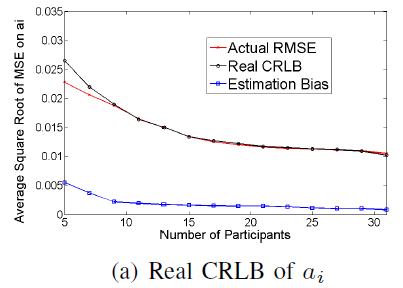 0.035
0.03
0.025
0.02
0.015
0.01
0.005
0
5 10 15 20 25 30
Average Square Root of MSE on ai
Number of Participants
Actual RMSE
Real CRLB
Estimation Bias
(a) Real CRLB of a_i